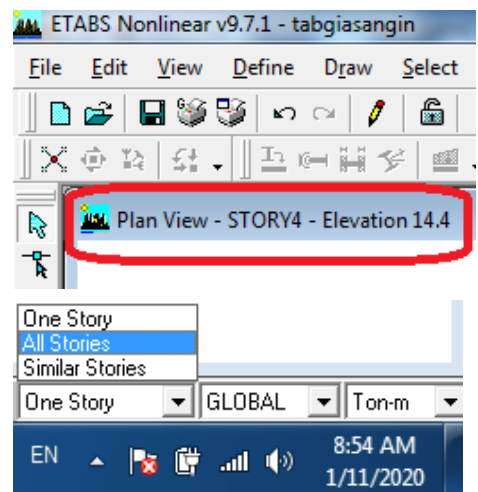 ETABS Nonlinear v9.7.1 - tabgiasangin
File Edit View Define Draw Select
Plan View - STORY4 - Elevation 14.4
One Story
All Stories
Similar Stories
One Story GLOBAL Ton-m
EN 8:54 AM
1/11/2020